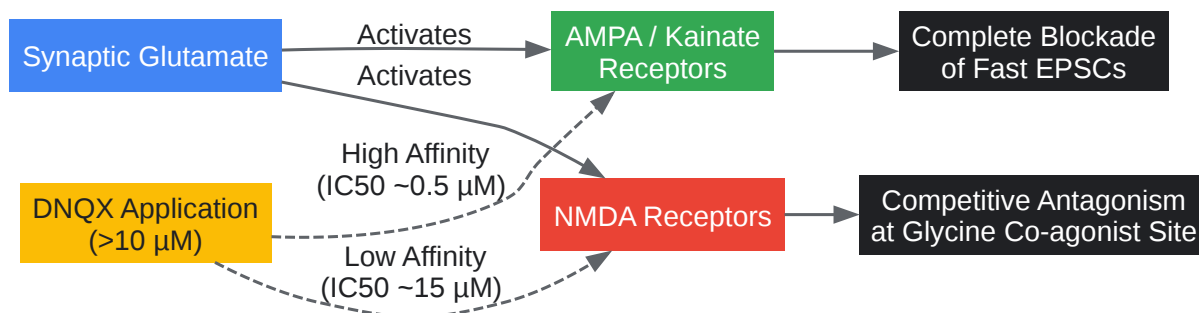 Synaptic Glutamate
Activates
Activates
AMPA / Kainate
Receptors
Complete Blockade
of Fast EPSCs
High Affinity
(IC50 ~0.5 µM)
DNQX Application
(>10 µM)
Low Affinity
(IC50 ~15 µM)
NMDA Receptors
Competitive Antagonism
at Glycine Co-agonist Site